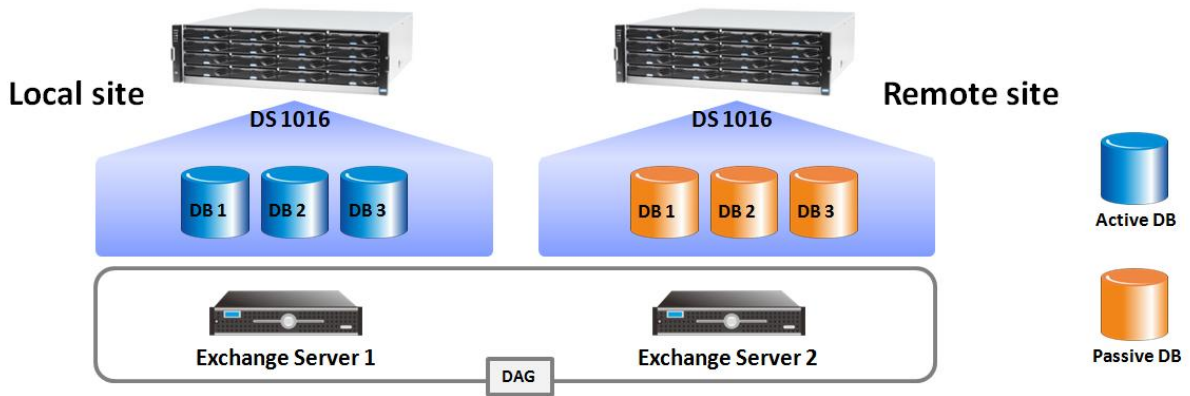 Local site
DS 1016
DS 1016
Remote site
DB 1
DB 2
DB 3
DB 1
DB 2
DB 3
Active DB
Exchange Server 1
Exchange Server 2
Passive DB
DAG